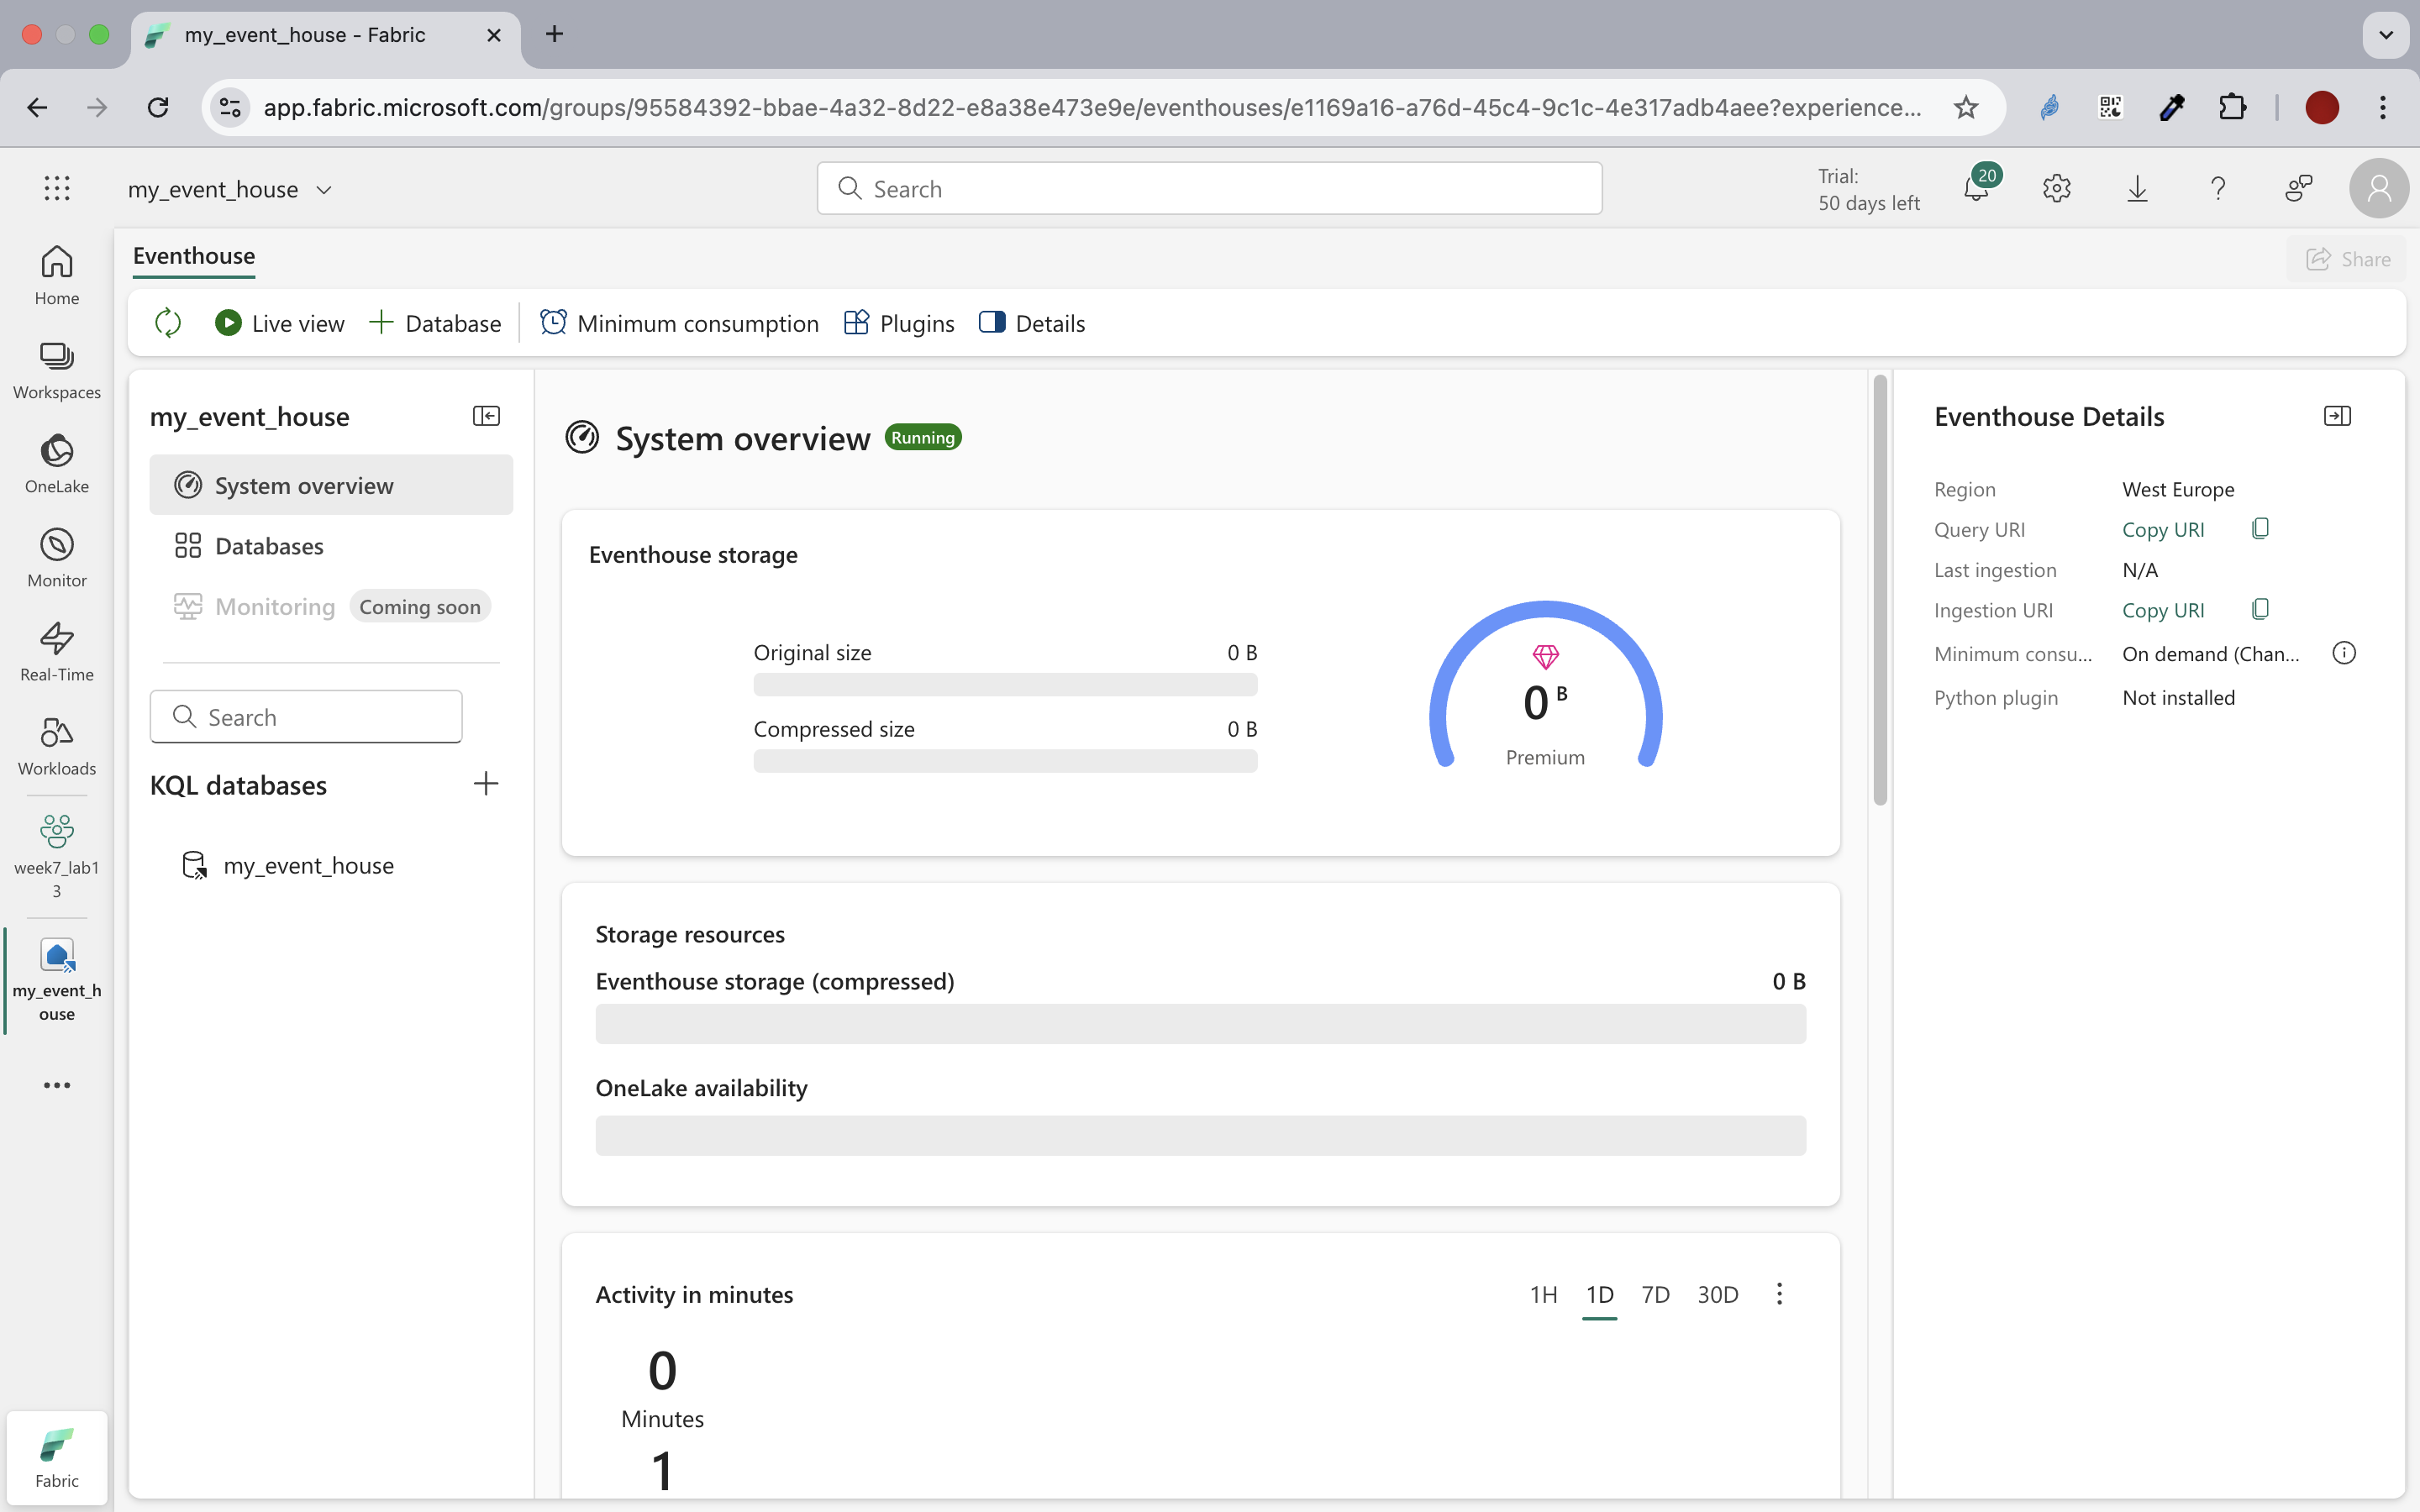 my_event_house - Fabric
app.fabric.microsoft.com/groups/95584392-bbae-4a32-8d22-e8a38e473e9e/eventhouses/e1169a16-a76d-45c4-9c1c-4e317adb4aee?experience...
my_event_house
Search
Trial:
50 days left
20
Home
Workspaces
OneLake
Monitor
Real-Time
Workloads
week7_lab1
3
my_event_h
ouse
Fabric
Eventhouse
Share
Live view
Database
Minimum consumption
Plugins
Details
my_event_house
System overview
Databases
Monitoring
Coming soon
Search
KQL databases
my_event_house
System overview
Running
Eventhouse storage
Original size
0 B
Compressed size
0 B
0 B
Premium
Storage resources
Eventhouse storage (compressed)
0 B
OneLake availability
Activity in minutes
1H
1D
7D
30D
0
Minutes
1
Eventhouse Details
Region
West Europe
Query URI
Copy URI
Last ingestion
N/A
Ingestion URI
Copy URI
Minimum consu...
On demand (Chan...
Python plugin
Not installed